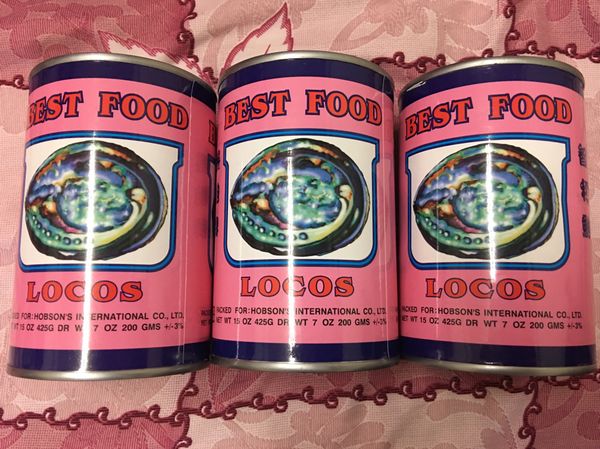 BEST FOOD
LOCOS
PACKED FOR: HOBSON'S INTERNATIONAL CO., LTD.
NET WT 15 OZ 425G DR WT 7 OZ 200 GMS +/-3%
BEST FOOD
LOCOS
PACKED FOR: HOBSON'S INTERNATIONAL CO., LTD.
NET WT 15 OZ 425G DR WT 7 OZ 200 GMS +/-3%
BEST FOOD
LOCOS
PACKED FOR: HOBSON'S INTERNATIONAL CO., LTD.
NET WT 15 OZ 425G DR WT 7 OZ 200 GMS +/-3%